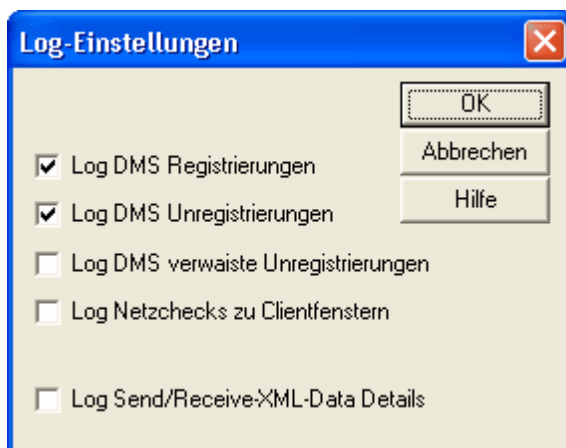 Log-Einstellungen
OK
Abbrechen
Hilfe
Log DMS Registrierungen
Log DMS Unregistrierungen
Log DMS verwaiste Unregistrierungen
Log Netzchecks zu Clientfenstern
Log Send/Receive-XML-Data Details